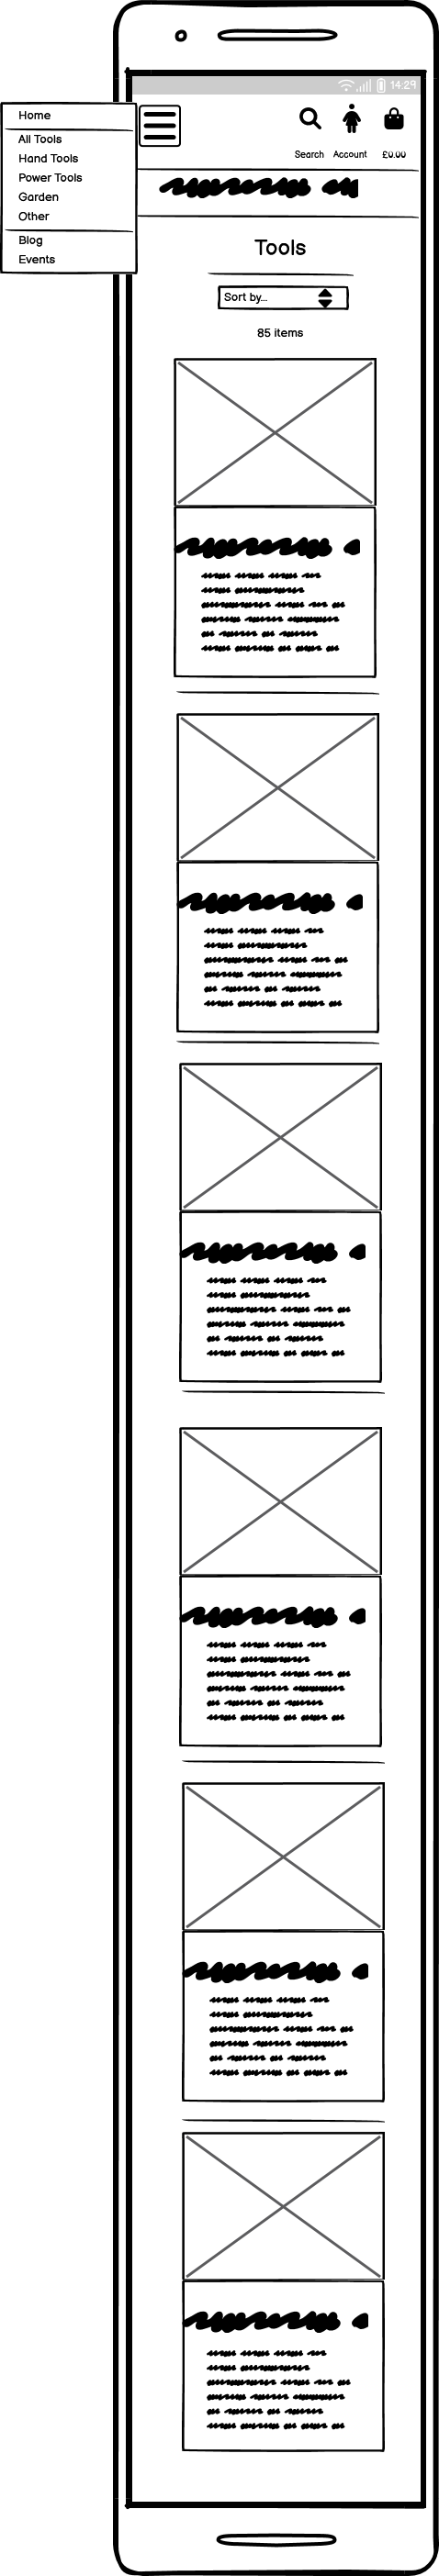 14:29
Home
All Tools
Hand Tools
Power Tools
Garden
Other
Blog
Events
Search Account £0.00
Tools
Sort by...
85 items